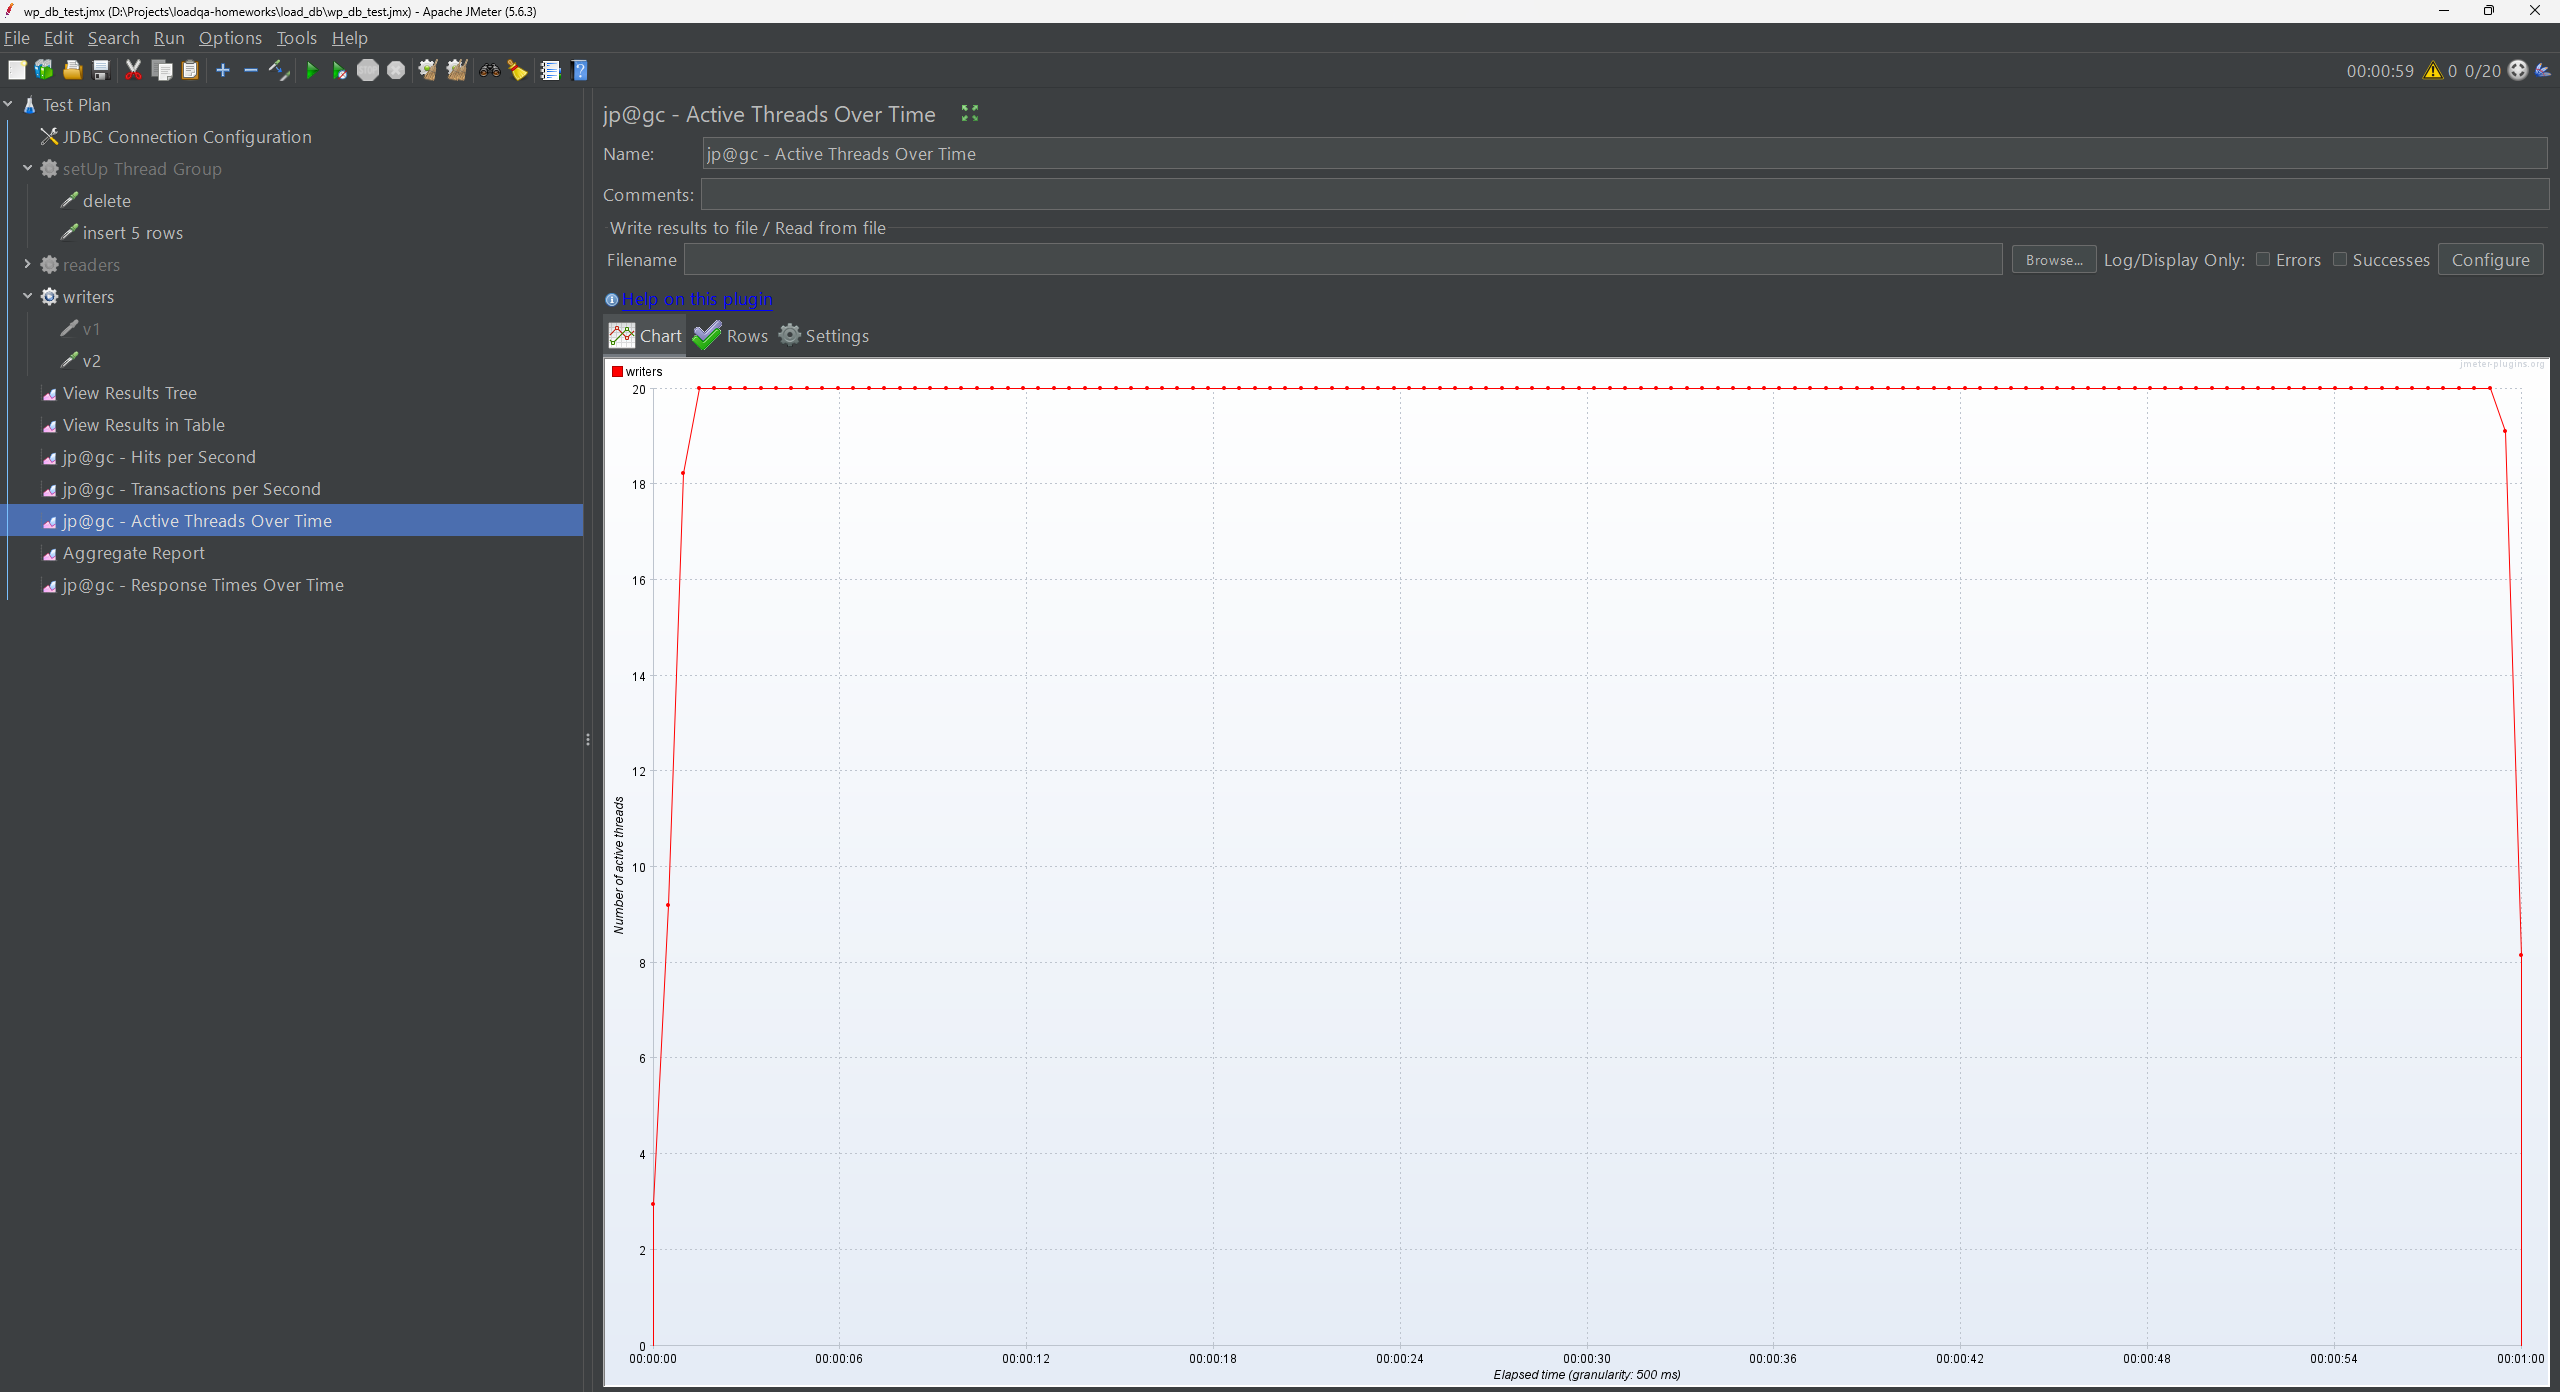 wp_db_test.jmx (D:\Projects\loadqa-homeworks\load_db\wp_db_test.jmx) - Apache JMeter (5.6.3)
File Edit Search Run Options Tools Help
00:00:59 0 0/20
Test Plan
JDBC Connection Configuration
setUp Thread Group
delete
insert 5 rows
readers
writers
v1
v2
View Results Tree
View Results in Table
jp@gc - Hits per Second
jp@gc - Transactions per Second
jp@gc - Active Threads Over Time
Aggregate Report
jp@gc - Response Times Over Time
jp@gc - Active Threads Over Time
Name: jp@gc - Active Threads Over Time
Comments:
Write results to file / Read from file
Filename Browse... Log/Display Only: Errors Successes Configure
Help on this plugin
Chart Rows Settings
writers
jmeter-plugins.org
20
18
16
14
12
10
8
6
4
2
0
Number of active threads
00:00:00 00:00:06 00:00:12 00:00:18 00:00:24 00:00:30 00:00:36 00:00:42 00:00:48 00:00:54 00:01:00
Elapsed time (granularity: 500 ms)